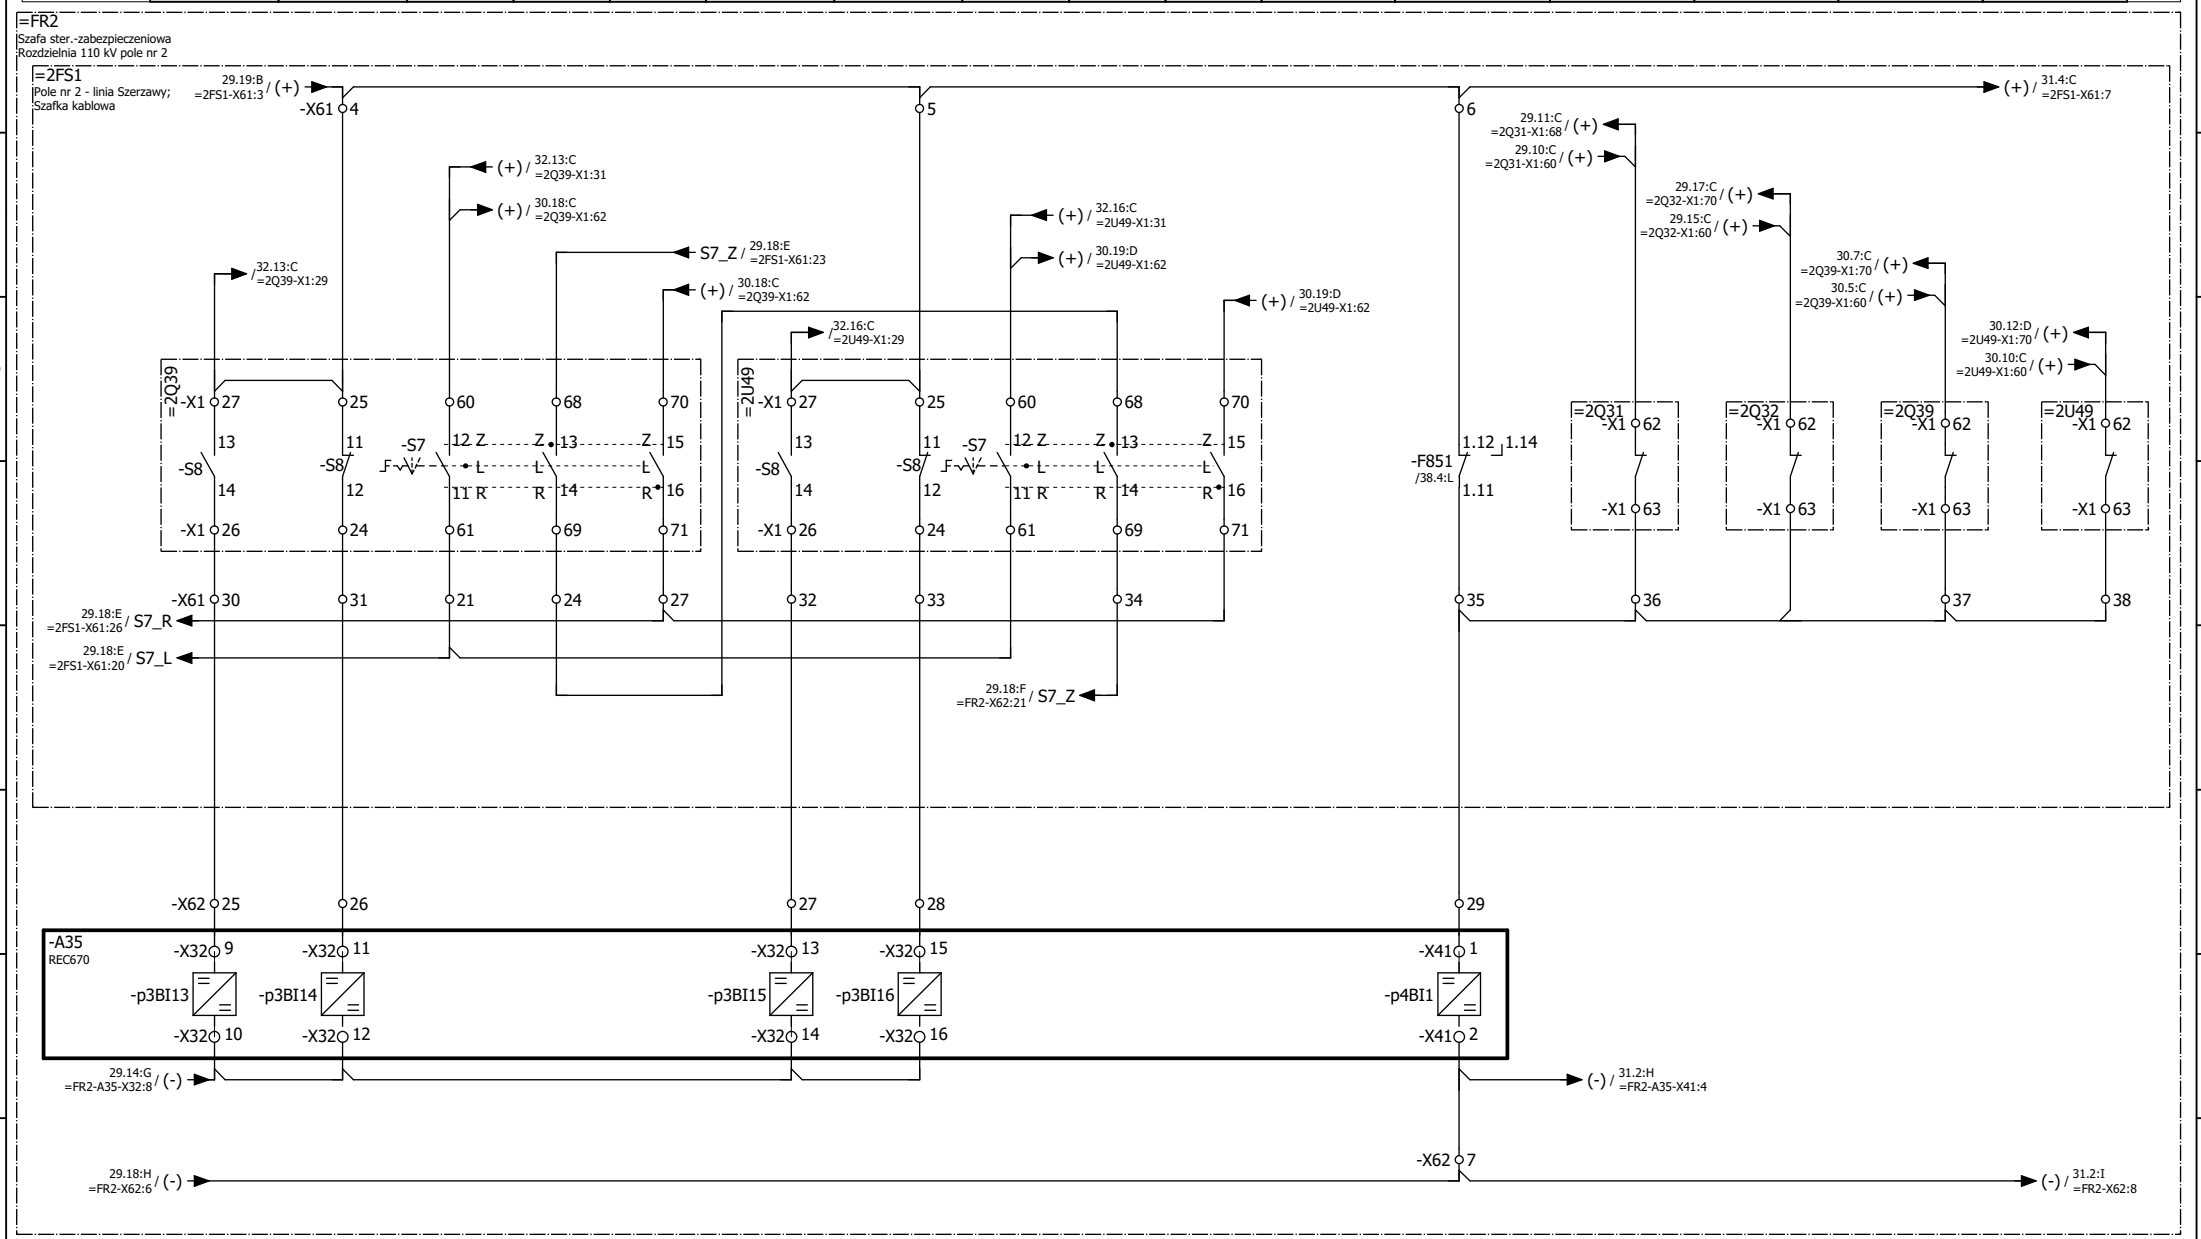 =FR2
Szafa ster.-zabezpieczeniowa
Rozdzielnia 110 kV pole nr 2
=2FS1
Pole nr 2 - linia Szerzawy;
Szafka kablowa
29.19:B
=2FS1-X61:3 / (+)
-X61 4
5
6
(+) / 31.4:C
=2FS1-X61:7
29.11:C
=2Q31-X1:68 / (+)
29.10:C
=2Q31-X1:60 / (+)
(+) / 32.13:C
=2Q39-X1:31
(+) / 30.18:C
=2Q39-X1:62
29.17:C
=2Q32-X1:70 / (+)
29.15:C
=2Q32-X1:60 / (+)
(+) / 32.16:C
=2U49-X1:31
(+) / 30.19:D
=2U49-X1:62
S7_Z / 29.18:E
=2FS1-X61:23
/ 32.13:C
=2Q39-X1:29
(+) / 30.18:C
=2Q39-X1:62
(+) / 30.19:D
=2U49-X1:62
30.7:C
=2Q39-X1:70 / (+)
30.5:C
=2Q39-X1:60 / (+)
/ 32.16:C
=2U49-X1:29
30.12:D
=2U49-X1:70 / (+)
30.10:C
=2U49-X1:60 / (+)
=2Q39
-X1 27 25 60 68 70
13 11 12 Z Z 13 Z 15
-S8 -S8 -S7 L L L
14 12 11 R R 14 R 16
-X1 26 24 61 69 71
=2U49
-X1 27 25 60 68 70
13 11 12 Z Z 13 Z 15
-S8 -S8 -S7 L L L
14 12 11 R R 14 R 16
-X1 26 24 61 69 71
1.12 1.14
-F851
/38.4:L
1.11
=2Q31 =2Q32 =2Q39 =2U49
-X1 62 -X1 62 -X1 62 -X1 62
-X1 63 -X1 63 -X1 63 -X1 63
-X61 30 31 21 24 27 32 33 34 35 36 37 38
29.18:E
=2FS1-X61:26 / S7_R
29.18:E
=2FS1-X61:20 / S7_L
29.18:F
=FR2-X62:21 / S7_Z
-X62 25 26 27 28 29
-A35
REC670
-X32 9 -X32 11 -X32 13 -X32 15 -X41 1
-p3BI13 -p3BI14 -p3BI15 -p3BI16 -p4BI1
-X32 10 -X32 12 -X32 14 -X32 16 -X41 2
29.14:G
=FR2-A35-X32:8 / (-)
(-) / 31.2:H
=FR2-A35-X41:4
-X62 7
29.18:H
=FR2-X62:6 / (-)
(-) / 31.2:I
=FR2-X62:8